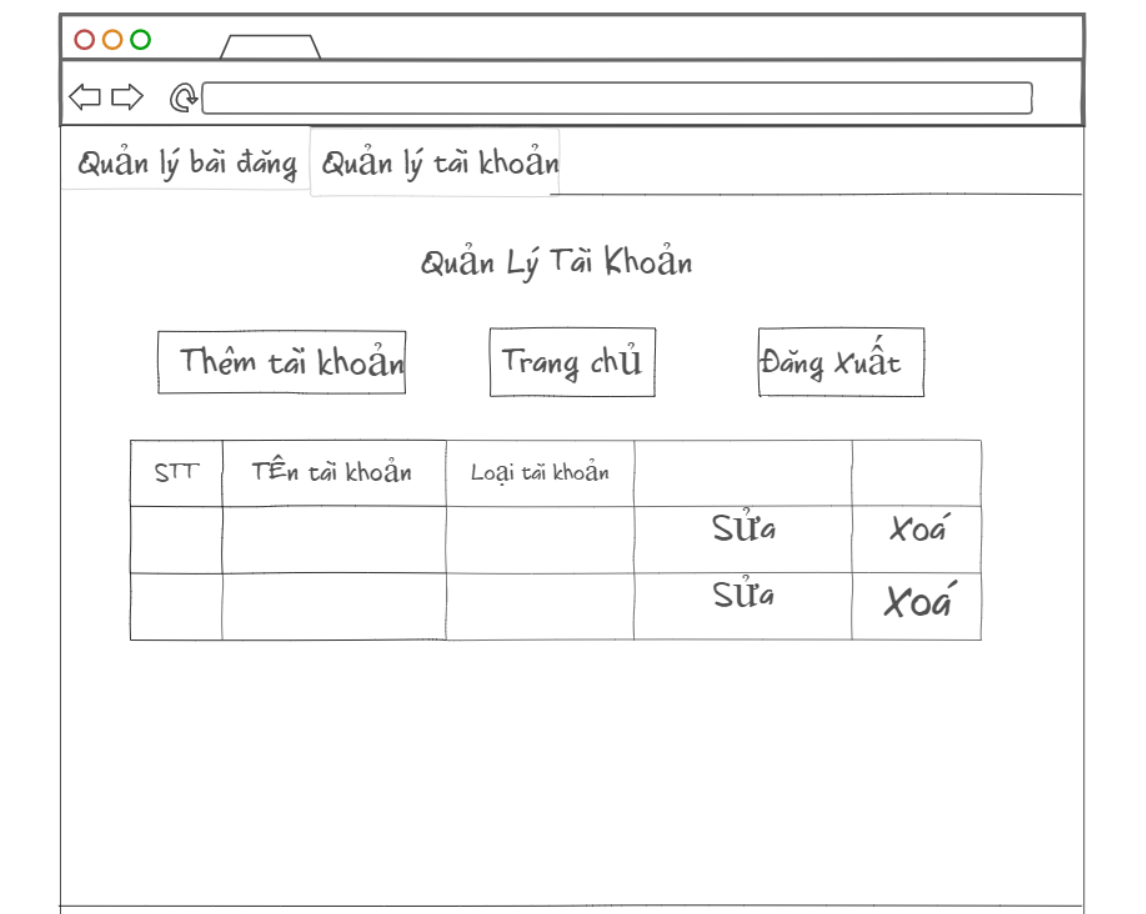 Quản lý bài đăng Quản lý tài khoản
Quản Lý Tài Khoản
Thêm tài khoản Trang chủ Đăng Xuất
STT TÊn tài khoản Loại tài khoản
Sửa Xoá
Sửa Xoá